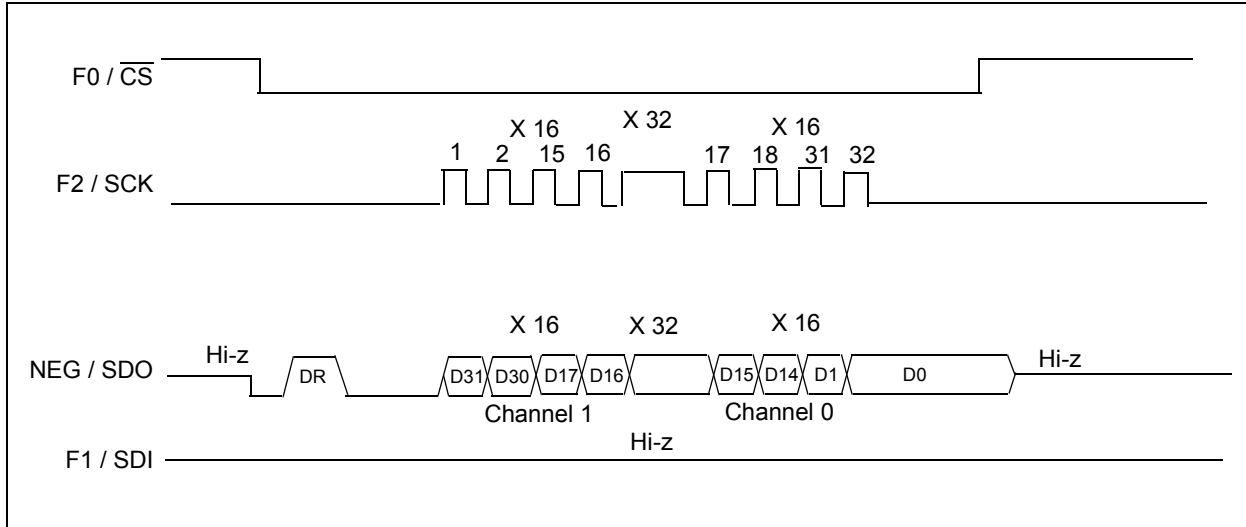 F0 / CS
X 16 X 32 X 16
1 2 15 16 17 18 31 32
F2 / SCK
X 16 X 32 X 16
Hi-z Hi-z
NEG / SDO DR D31 D30 D17 D16 D15 D14 D1 D0
Channel 1 Channel 0
Hi-z
F1 / SDI